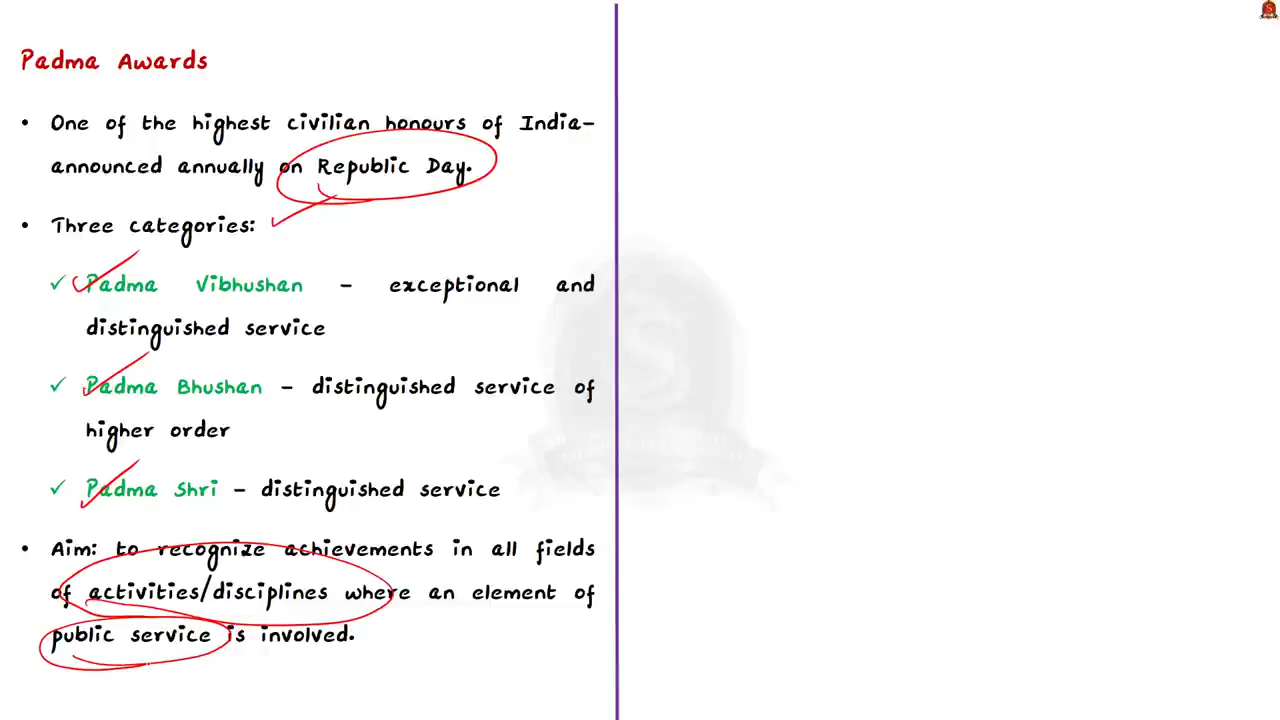 Padma Awards
• One of the highest civilian honours of India-
announced annually on Republic Day.
• Three categories:
✓ Padma Vibhushan – exceptional and
distinguished service
✓ Padma Bhushan – distinguished service of
higher order
✓ Padma Shri – distinguished service
• Aim: to recognize achievements in all fields
of activities/disciplines where an element of
public service is involved.